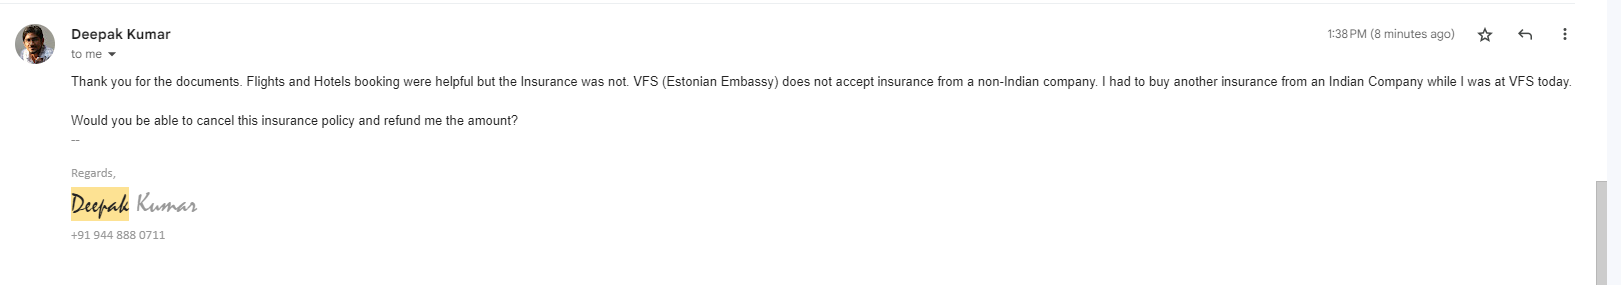 Deepak Kumar
1:38 PM (8 minutes ago)
to me
Thank you for the documents. Flights and Hotels booking were helpful but the Insurance was not. VFS (Estonian Embassy) does not accept insurance from a non-Indian company. I had to buy another insurance from an Indian Company while I was at VFS today.
Would you be able to cancel this insurance policy and refund me the amount?
--
Regards,
Deepak Kumar
+91 944 888 0711